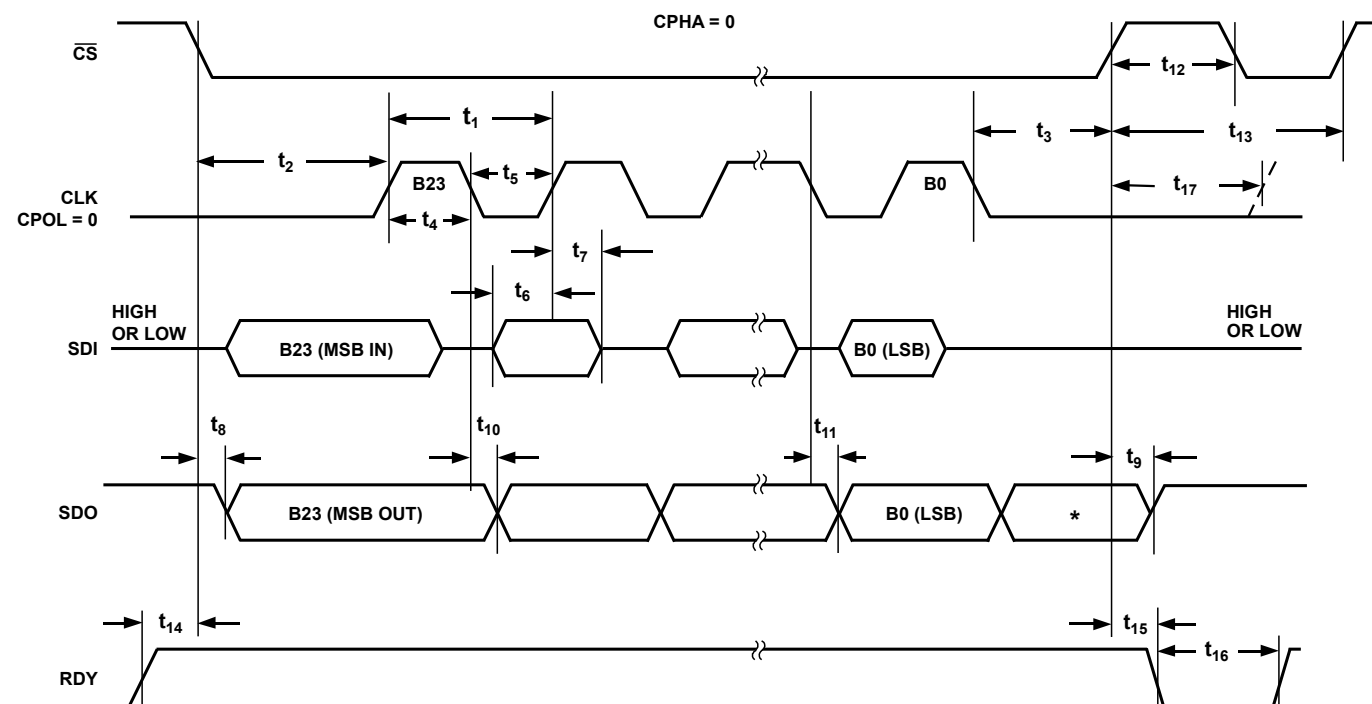 CPHA = 0
CS
t12
t1
t3
t13
t2
B23
t5
B0
t17
CLK
CPOL = 0
t4
t7
t6
HIGH
OR LOW
HIGH
OR LOW
SDI
B23 (MSB IN)
B0 (LSB)
t8
t10
t11
t9
SDO
B23 (MSB OUT)
B0 (LSB)
*
t14
t15
t16
RDY